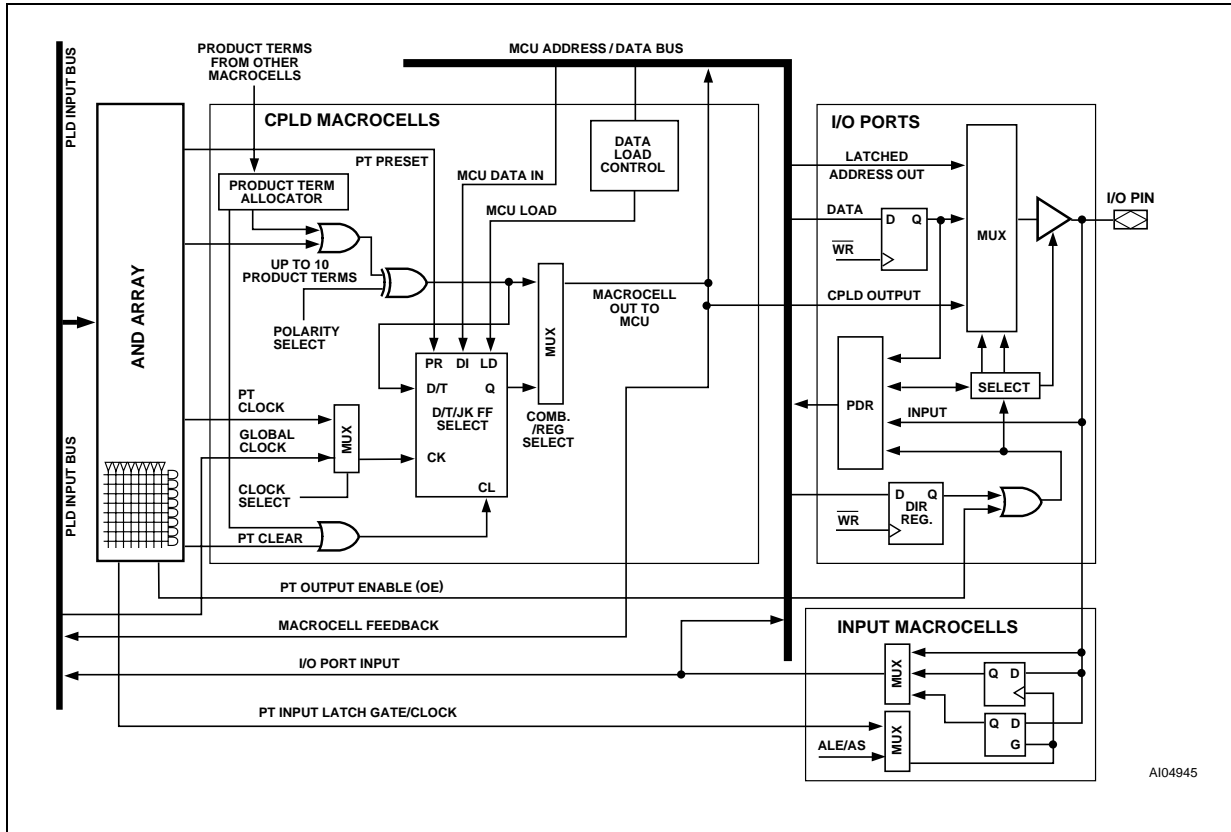 PLD INPUT BUS
PRODUCT TERMS
FROM OTHER
MACROCELLS
MCU ADDRESS / DATA BUS
CPLD MACROCELLS
I/O PORTS
PT PRESET
MCU DATA IN
DATA
LOAD
CONTROL
LATCHED
ADDRESS OUT
PRODUCT TERM
ALLOCATOR
MCU LOAD
DATA
D
Q
WR
MUX
I/O PIN
AND ARRAY
UP TO 10
PRODUCT TERMS
POLARITY
SELECT
MUX
MACROCELL
OUT TO
MCU
CPLD OUTPUT
PR
DI
LD
D/T
Q
D/T/JK FF
SELECT
CK
CL
COMB.
/REG
SELECT
PDR
SELECT
INPUT
PLD INPUT BUS
PT
CLOCK
GLOBAL
CLOCK
MUX
CLOCK
SELECT
PT CLEAR
D
Q
DIR
REG.
WR
PT OUTPUT ENABLE (OE)
MACROCELL FEEDBACK
INPUT MACROCELLS
I/O PORT INPUT
MUX
Q
D
PT INPUT LATCH GATE/CLOCK
MUX
Q
D
G
ALE/AS
AI04945